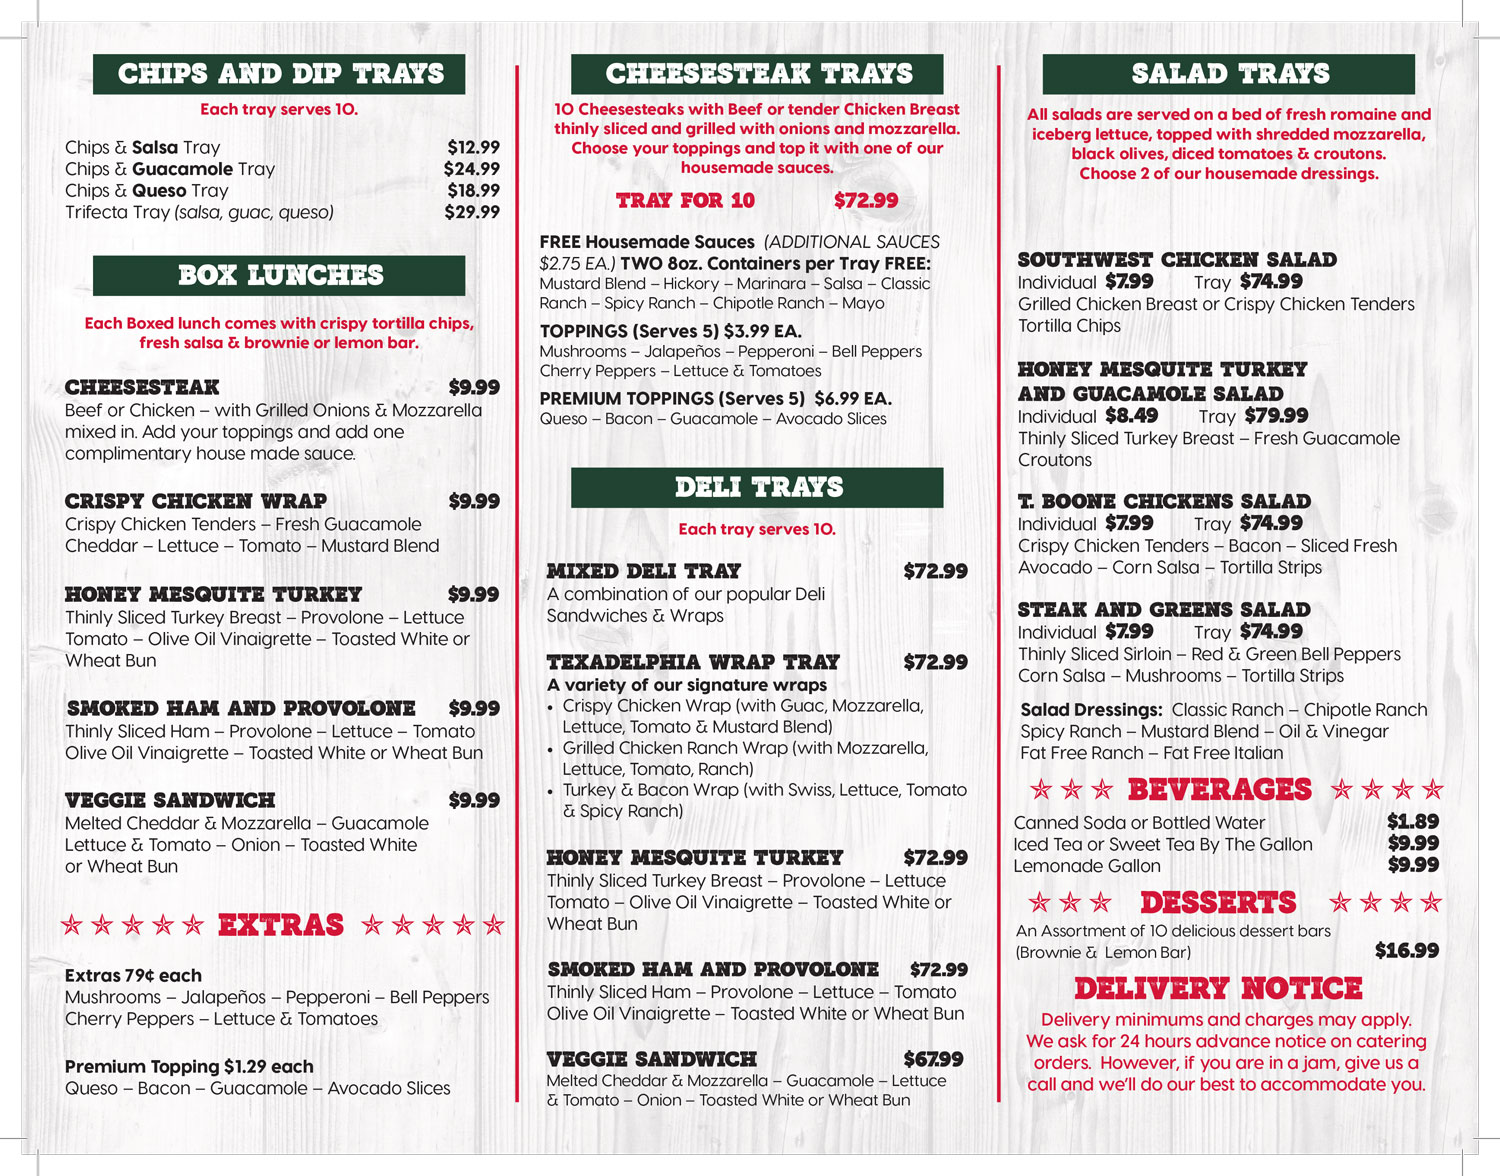 CHIPS AND DIP TRAYS
Each tray serves 10.
Chips & Salsa Tray $12.99
Chips & Guacamole Tray $24.99
Chips & Queso Tray $18.99
Trifecta Tray (salsa, guac, queso) $29.99
BOX LUNCHES
Each Boxed lunch comes with crispy tortilla chips,
fresh salsa & brownie or lemon bar.
CHEESESTEAK $9.99
Beef or Chicken – with Grilled Onions & Mozzarella
mixed in. Add your toppings and add one
complimentary house made sauce.
CRISPY CHICKEN WRAP $9.99
Crispy Chicken Tenders – Fresh Guacamole
Cheddar – Lettuce – Tomato – Mustard Blend
HONEY MESQUITE TURKEY $9.99
Thinly Sliced Turkey Breast – Provolone – Lettuce
Tomato – Olive Oil Vinaigrette – Toasted White or
Wheat Bun
SMOKED HAM AND PROVOLONE $9.99
Thinly Sliced Ham – Provolone – Lettuce – Tomato
Olive Oil Vinaigrette – Toasted White or Wheat Bun
VEGGIE SANDWICH $9.99
Melted Cheddar & Mozzarella – Guacamole
Lettuce & Tomato – Onion – Toasted White
or Wheat Bun
EXTRAS
Extras 79¢ each
Mushrooms – Jalapeños – Pepperoni – Bell Peppers
Cherry Peppers – Lettuce & Tomatoes
Premium Topping $1.29 each
Queso – Bacon – Guacamole – Avocado Slices
CHEESESTEAK TRAYS
10 Cheesesteaks with Beef or tender Chicken Breast
thinly sliced and grilled with onions and mozzarella.
Choose your toppings and top it with one of our
housemade sauces.
TRAY FOR 10 $72.99
FREE Housemade Sauces (ADDITIONAL SAUCES
$2.75 EA.) TWO 8oz. Containers per Tray FREE:
Mustard Blend – Hickory – Marinara – Salsa – Classic
Ranch – Spicy Ranch – Chipotle Ranch – Mayo
TOPPINGS (Serves 5) $3.99 EA.
Mushrooms – Jalapeños – Pepperoni – Bell Peppers
Cherry Peppers – Lettuce & Tomatoes
PREMIUM TOPPINGS (Serves 5) $6.99 EA.
Queso – Bacon – Guacamole – Avocado Slices
DELI TRAYS
Each tray serves 10.
MIXED DELI TRAY $72.99
A combination of our popular Deli
Sandwiches & Wraps
TEXADELPHIA WRAP TRAY $72.99
A variety of our signature wraps
• Crispy Chicken Wrap (with Guac, Mozzarella,
Lettuce, Tomato & Mustard Blend)
• Grilled Chicken Ranch Wrap (with Mozzarella,
Lettuce, Tomato, Ranch)
• Turkey & Bacon Wrap (with Swiss, Lettuce, Tomato
& Spicy Ranch)
HONEY MESQUITE TURKEY $72.99
Thinly Sliced Turkey Breast – Provolone – Lettuce
Tomato – Olive Oil Vinaigrette – Toasted White or
Wheat Bun
SMOKED HAM AND PROVOLONE $72.99
Thinly Sliced Ham – Provolone – Lettuce – Tomato
Olive Oil Vinaigrette – Toasted White or Wheat Bun
VEGGIE SANDWICH $67.99
Melted Cheddar & Mozzarella – Guacamole – Lettuce
& Tomato – Onion – Toasted White or Wheat Bun
SALAD TRAYS
All salads are served on a bed of fresh romaine and
iceberg lettuce, topped with shredded mozzarella,
black olives, diced tomatoes & croutons.
Choose 2 of our housemade dressings.
SOUTHWEST CHICKEN SALAD
Individual $7.99 Tray $74.99
Grilled Chicken Breast or Crispy Chicken Tenders
Tortilla Chips
HONEY MESQUITE TURKEY
AND GUACAMOLE SALAD
Individual $8.49 Tray $79.99
Thinly Sliced Turkey Breast – Fresh Guacamole
Croutons
T. BOONE CHICKENS SALAD
Individual $7.99 Tray $74.99
Crispy Chicken Tenders – Bacon – Sliced Fresh
Avocado – Corn Salsa – Tortilla Strips
STEAK AND GREENS SALAD
Individual $7.99 Tray $74.99
Thinly Sliced Sirloin – Red & Green Bell Peppers
Corn Salsa – Mushrooms – Tortilla Strips
Salad Dressings: Classic Ranch – Chipotle Ranch
Spicy Ranch – Mustard Blend – Oil & Vinegar
Fat Free Ranch – Fat Free Italian
BEVERAGES
Canned Soda or Bottled Water $1.89
Iced Tea or Sweet Tea By The Gallon $9.99
Lemonade Gallon $9.99
DESSERTS
An Assortment of 10 delicious dessert bars
(Brownie & Lemon Bar) $16.99
DELIVERY NOTICE
Delivery minimums and charges may apply.
We ask for 24 hours advance notice on catering
orders. However, if you are in a jam, give us a
call and we'll do our best to accommodate you.